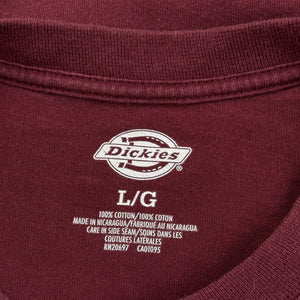 Dickies
®
L/G
100% COTTON/100% COTON
MADE IN NICARAGUA/FABRIQUÉ AU NICARAGUA
CARE IN SIDE SEAM/SOINS DANS LES
COUTURES LATÉRALES
RN20697 CA01095